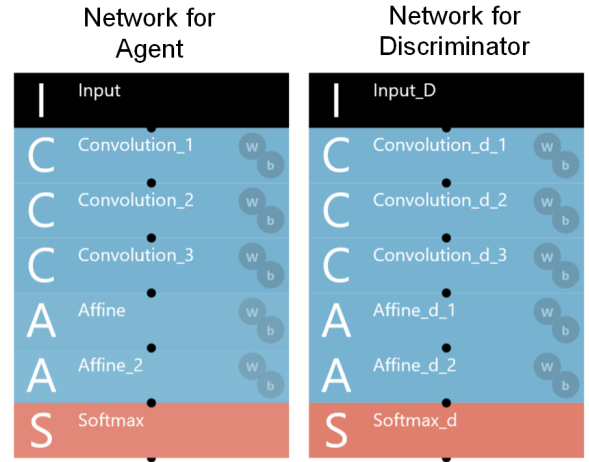 Network for
Agent
I Input
C Convolution_1 W b
C Convolution_2 W b
C Convolution_3 W b
A Affine W b
A Affine_2 W b
S Softmax
Network for
Discriminator
I Input_D
C Convolution_d_1 W b
C Convolution_d_2 W b
C Convolution_d_3 W b
A Affine_d_1 W b
A Affine_d_2 W b
S Softmax_d